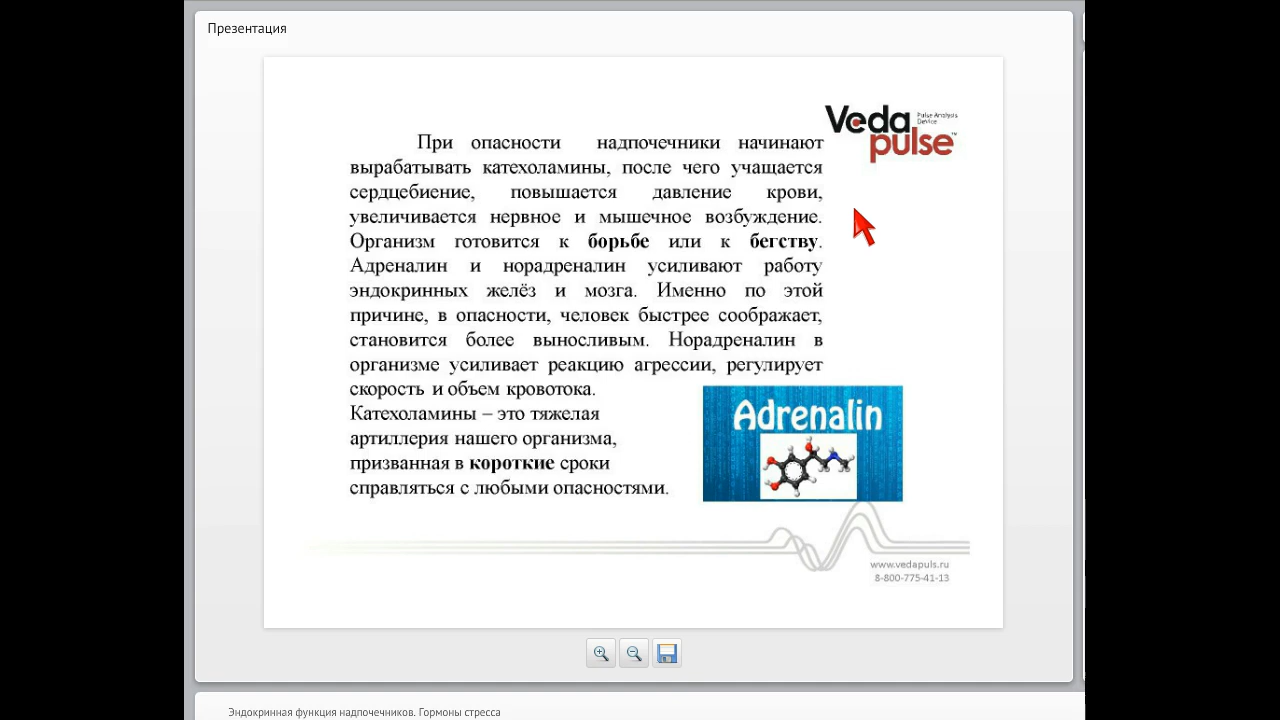 Презентация
Veda
Pulse Analysis
Device
pulse
™
При опасности надпочечники начинают
вырабатывать катехоламины, после чего учащается
сердцебиение, повышается давление крови,
увеличивается нервное и мышечное возбуждение.
Организм готовится к борьбе или к бегству.
Адреналин и норадреналин усиливают работу
эндокринных желёз и мозга. Именно по этой
причине, в опасности, человек быстрее соображает,
становится более выносливым. Норадреналин в
организме усиливает реакцию агрессии, регулирует
скорость и объем кровотока.
Катехоламины – это тяжелая
артиллерия нашего организма,
призванная в короткие сроки
справляться с любыми опасностями.
Adrenalin
www.vedapuls.ru
8-800-775-41-13
Эндокринная функция надпочечников. Гормоны стресса